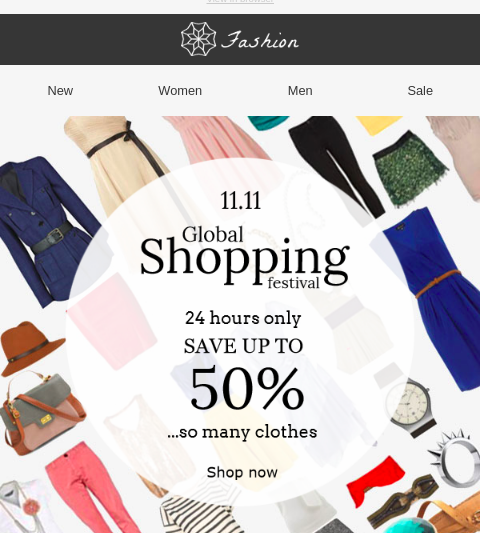 View in browser
Fashion
New Women Men Sale
11.11
Global
Shopping
festival
24 hours only
SAVE UP TO
50%
...so many clothes
Shop now